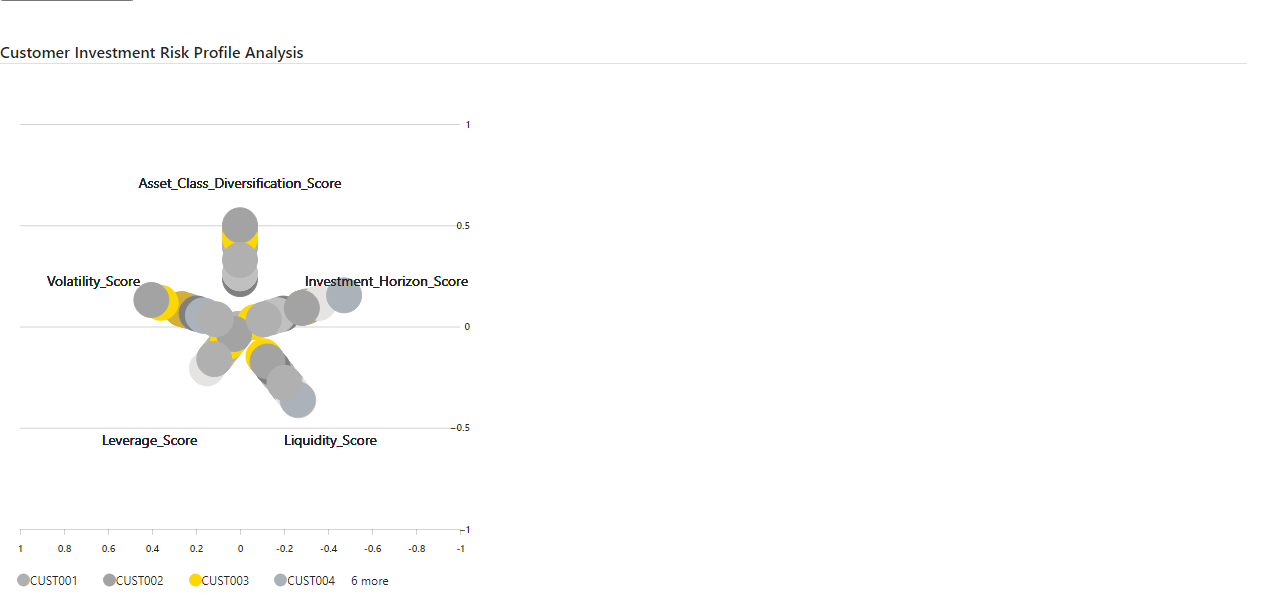 Customer Investment Risk Profile Analysis
1
Asset_Class_Diversification_Score
0.5
Volatility_Score
Investment_Horizon_Score
0
-0.5
Leverage_Score
Liquidity_Score
-1
1 0.8 0.6 0.4 0.2 0 -0.2 -0.4 -0.6 -0.8 -1
CUST001 CUST002 CUST003 CUST004 6 more